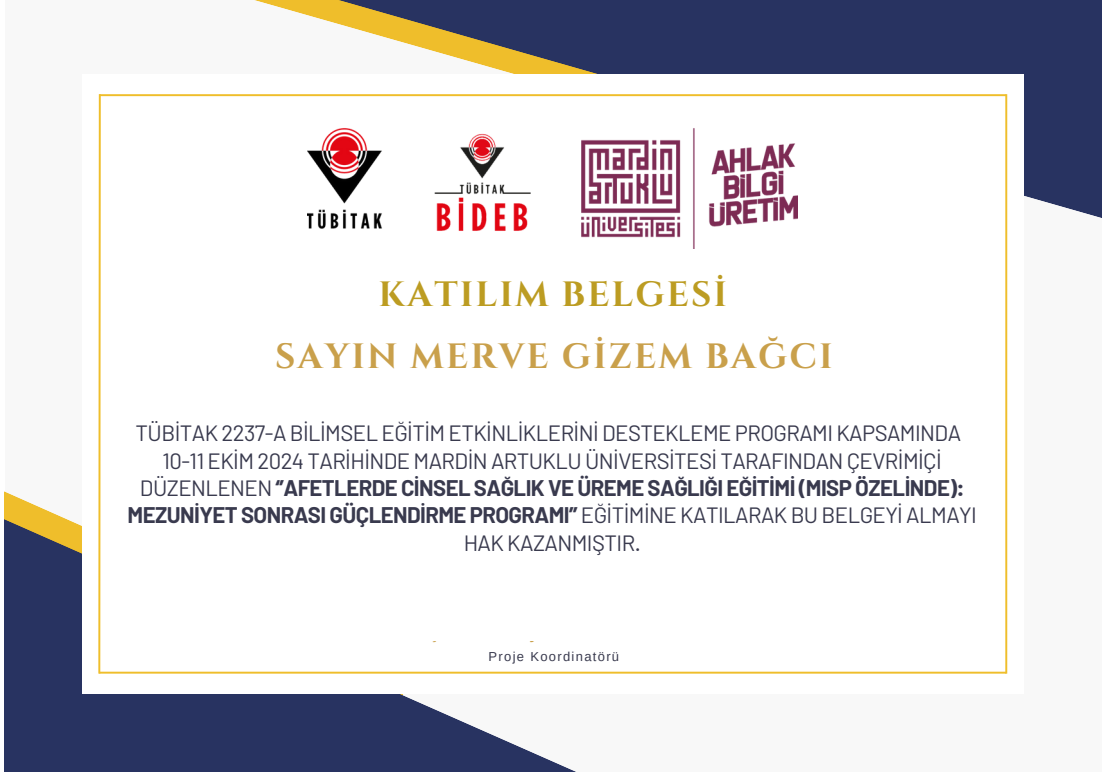 TÜBİTAK
TÜBİTAK
BİDEB
mardin
artuklu
üniversitesi
AHLAK
BİLGİ
ÜRETİM
KATILIM BELGESİ
SAYIN MERVE GİZEM BAĞCI
TÜBİTAK 2237-A BİLİMSEL EĞİTİM ETKİNLİKLERİNİ DESTEKLEME PROGRAMI KAPSAMINDA
10-11 EKİM 2024 TARİHİNDE MARDİN ARTUKLU ÜNİVERSİTESİ TARAFINDAN ÇEVRİMİÇİ
DÜZENLENEN “AFETLERDE CİNSEL SAĞLIK VE ÜREME SAĞLIĞI EĞİTİMİ (MISP ÖZELİNDE):
MEZUNİYET SONRASI GÜÇLENDİRME PROGRAMI” EĞİTİMİNE KATILARAK BU BELGEYİ ALMAYI
HAK KAZANMIŞTIR.
Proje Koordinatörü